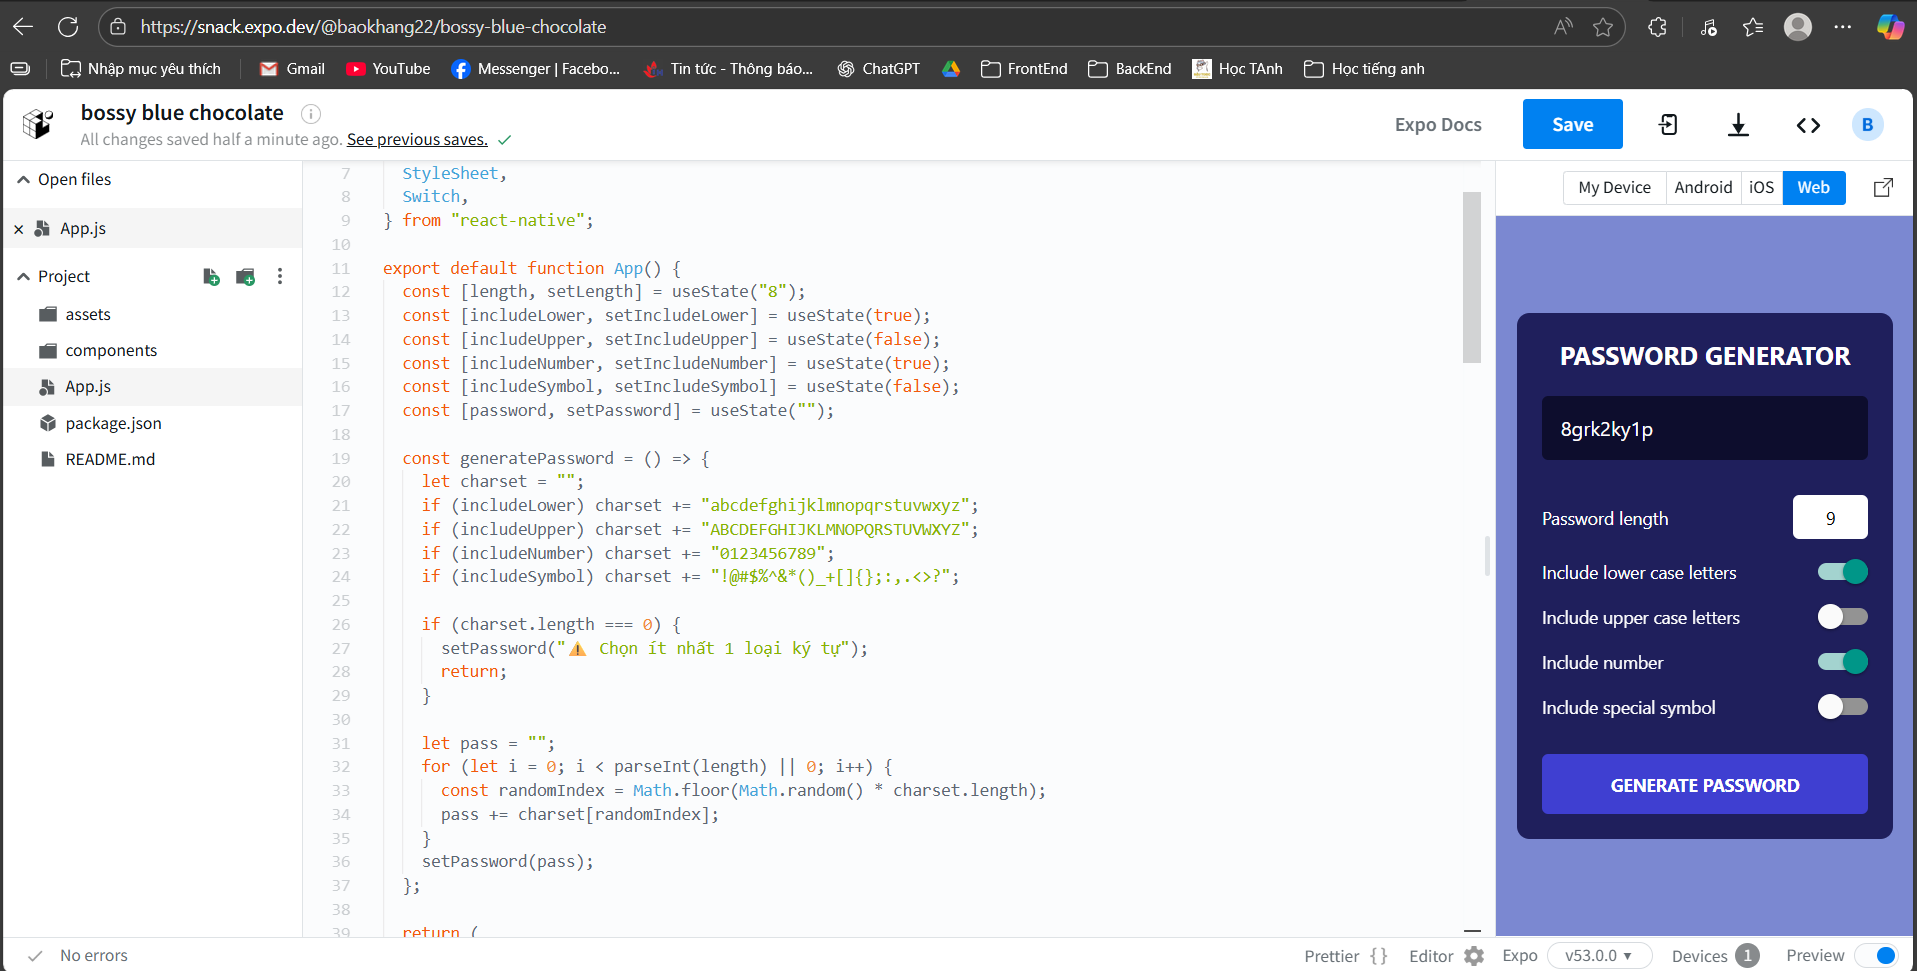 https://snack.expo.dev/@baokhang22/bossy-blue-chocolate
Nhập mục yêu thích
Gmail
YouTube
Messenger | Facebo...
Tin tức - Thông báo...
ChatGPT
FrontEnd
BackEnd
Học TAnh
Học tiếng anh
bossy blue chocolate
All changes saved half a minute ago. See previous saves.
Expo Docs
Save
B
Open files
App.js
Project
assets
components
App.js
package.json
README.md
7 StyleSheet,
8 Switch,
9 } from "react-native";
10
11 export default function App() {
12 const [length, setLength] = useState("8");
13 const [includeLower, setIncludeLower] = useState(true);
14 const [includeUpper, setIncludeUpper] = useState(false);
15 const [includeNumber, setIncludeNumber] = useState(true);
16 const [includeSymbol, setIncludeSymbol] = useState(false);
17 const [password, setPassword] = useState("");
18
19 const generatePassword = () => {
20 let charset = "";
21 if (includeLower) charset += "abcdefghijklmnopqrstuvwxyz";
22 if (includeUpper) charset += "ABCDEFGHIJKLMNOPQRSTUVWXYZ";
23 if (includeNumber) charset += "0123456789";
24 if (includeSymbol) charset += "!@#$%^&*()_+[]{};:,.<>?";
25
26 if (charset.length === 0) {
27 setPassword("⚠️ Chọn ít nhất 1 loại ký tự");
28 return;
29 }
30
31 let pass = "";
32 for (let i = 0; i < parseInt(length) || 0; i++) {
33 const randomIndex = Math.floor(Math.random() * charset.length);
34 pass += charset[randomIndex];
35 }
36 setPassword(pass);
37 };
38
39 return (
My Device
Android
iOS
Web
PASSWORD GENERATOR
8grk2ky1p
Password length
9
Include lower case letters
Include upper case letters
Include number
Include special symbol
GENERATE PASSWORD
No errors
Prettier { }
Editor
Expo
v53.0.0
Devices 1
Preview